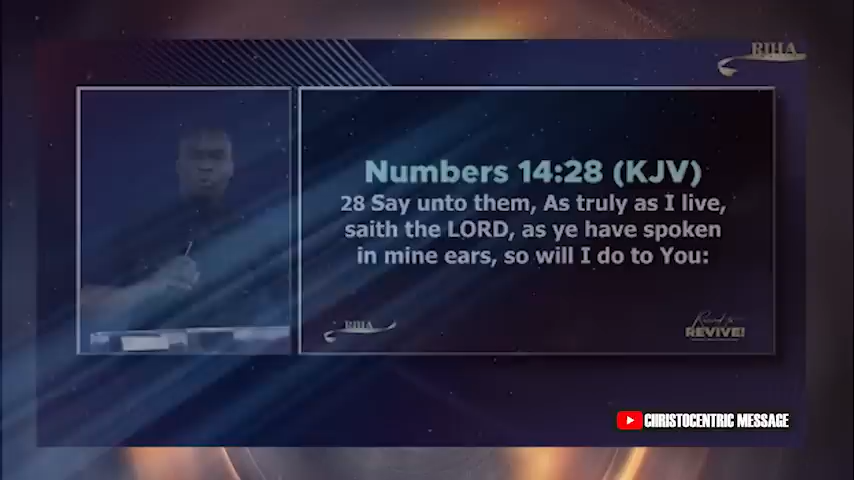 RIHA
Numbers 14:28 (KJV)
28 Say unto them, As truly as I live,
saith the LORD, as ye have spoken
in mine ears, so will I do to You:
RIHA
REVIVE!
CHRISTOCENTRIC MESSAGE